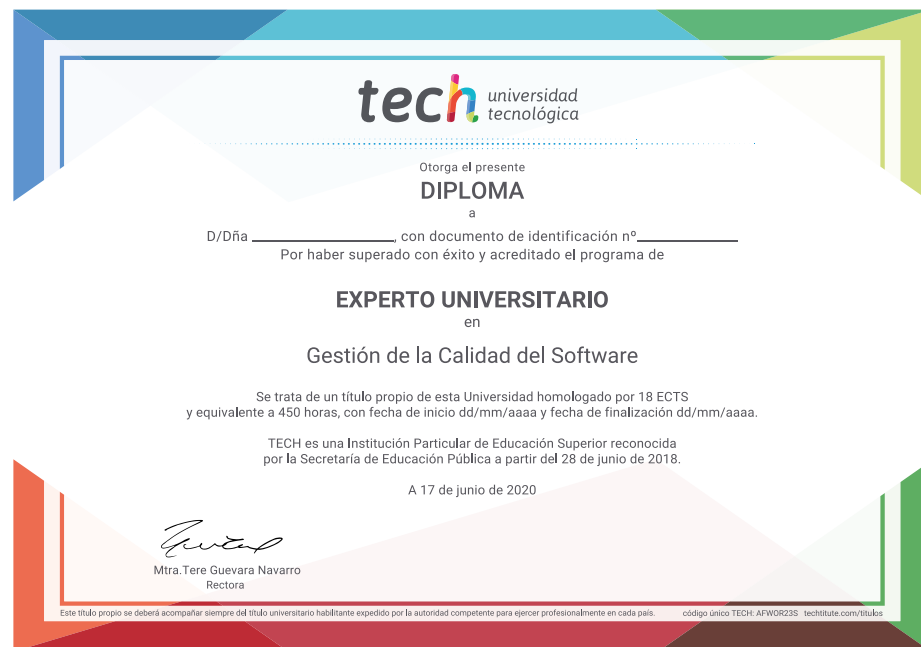 tech universidad
tecnológica
Otorga el presente
DIPLOMA
a
D/Dña ________________, con documento de identificación nº____________
Por haber superado con éxito y acreditado el programa de
EXPERTO UNIVERSITARIO
en
Gestión de la Calidad del Software
Se trata de un título propio de esta Universidad homologado por 18 ECTS
y equivalente a 450 horas, con fecha de inicio dd/mm/aaaa y fecha de finalización dd/mm/aaaa.
TECH es una Institución Particular de Educación Superior reconocida
por la Secretaría de Educación Pública a partir del 28 de junio de 2018.
A 17 de junio de 2020
Mtra.Tere Guevara Navarro
Rectora
Este título propio se deberá acompañar siempre del título universitario habilitante expedido por la autoridad competente para ejercer profesionalmente en cada país. código único TECH: AFWOR23S techtitute.com/titulos